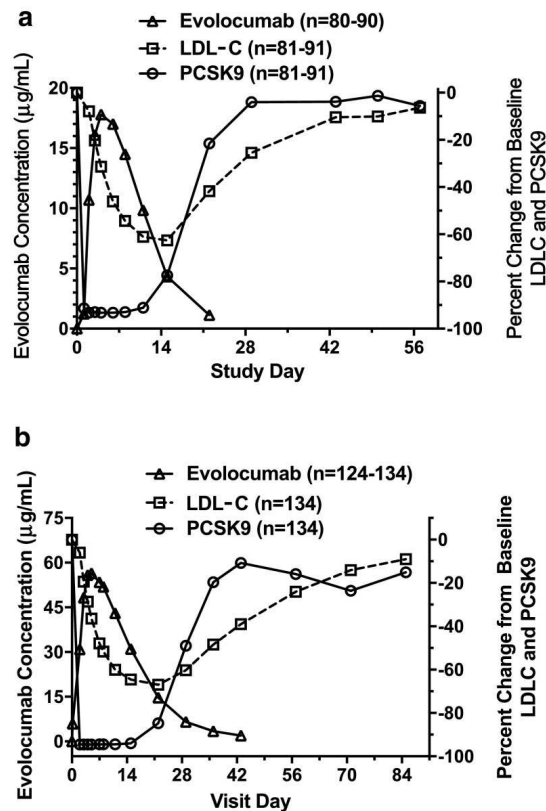 a
Evolocumab (n=80-90)
LDL-C (n=81-91)
PCSK9 (n=81-91)
Evolocumab Concentration (μg/mL)
20
15
10
5
0
0
-20
-40
-60
-80
-100
Percent Change from Baseline
LDLC and PCSK9
0 14 28 42 56
Study Day
b
Evolocumab (n=124-134)
LDL-C (n=134)
PCSK9 (n=134)
Evolocumab Concentration (μg/mL)
75
60
45
30
15
0
0
-20
-40
-60
-80
-100
Percent Change from Baseline
LDLC and PCSK9
0 14 28 42 56 70 84
Visit Day